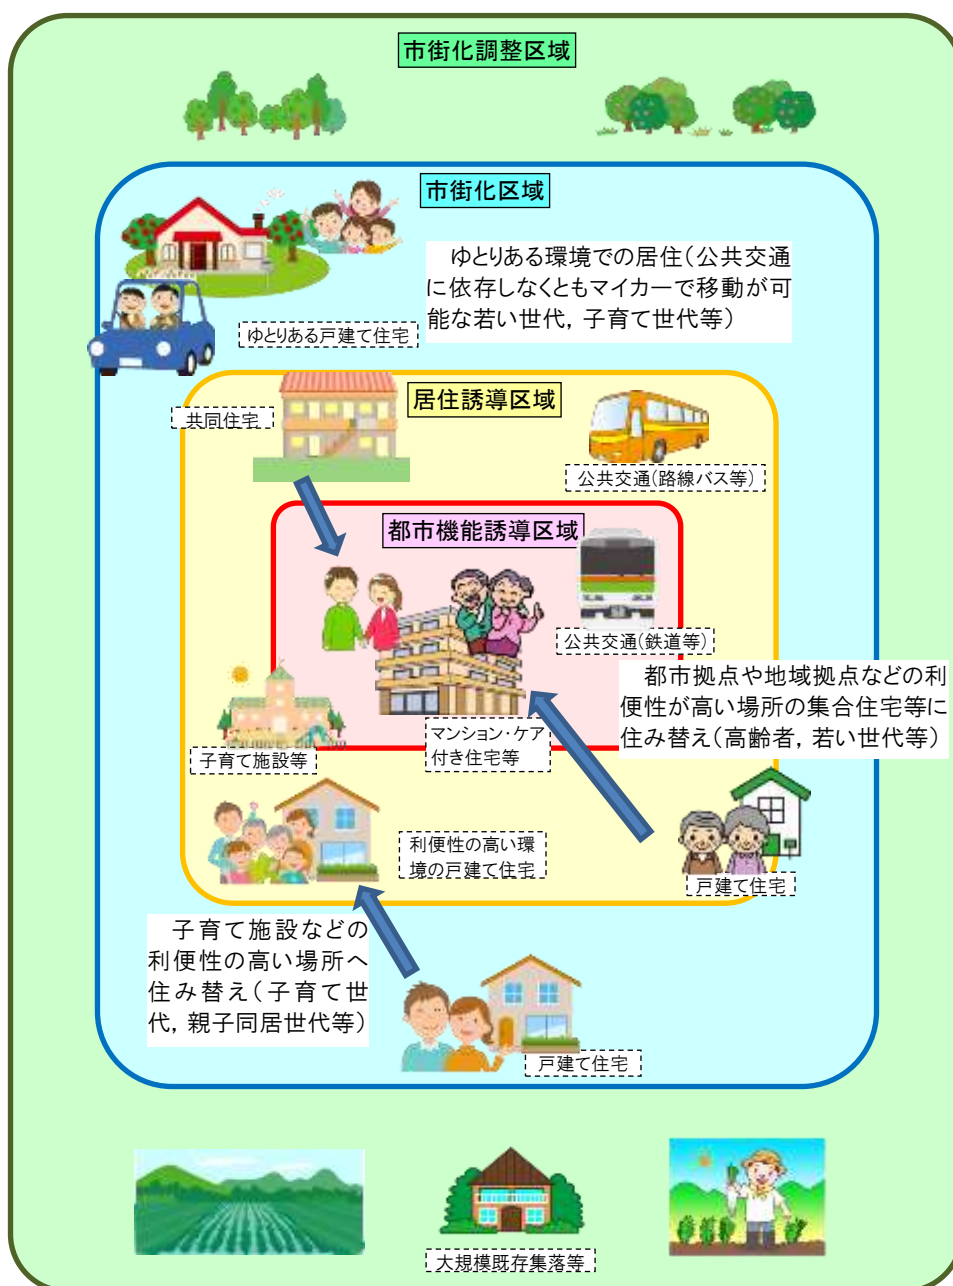 市街化調整区域
市街化区域
ゆとりある環境での居住(公共交通
に依存しなくともマイカーで移動が可
能な若い世代,子育て世代等)
ゆとりある戸建て住宅
居住誘導区域
共同住宅
公共交通(路線バス等)
都市機能誘導区域
公共交通(鉄道等)
都市拠点や地域拠点などの利
便性が高い場所の集合住宅等に
住み替え(高齢者,若い世代等)
マンション・ケア
付き住宅等
子育て施設等
利便性の高い環
境の戸建て住宅
戸建て住宅
子育て施設などの
利便性の高い場所へ
住み替え(子育て世
代,親子同居世代等)
戸建て住宅
大規模既存集落等